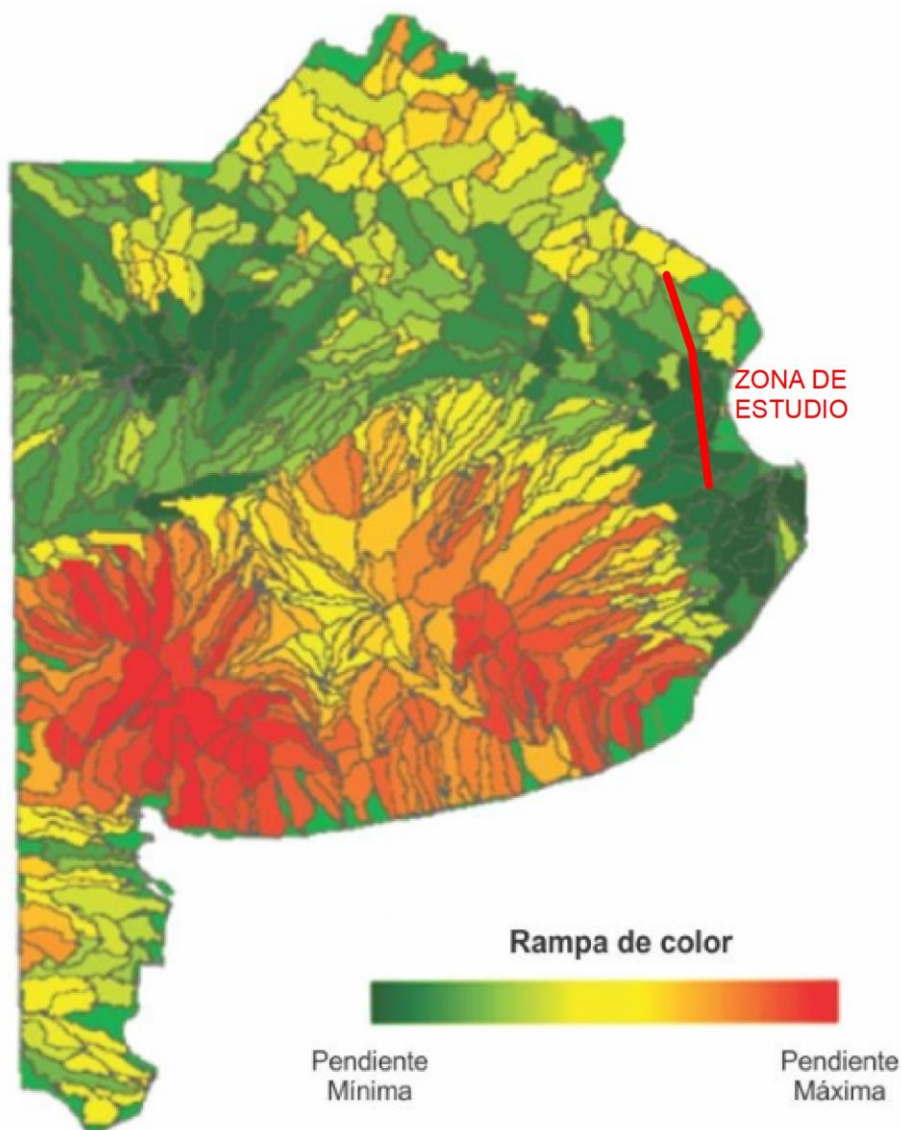 ZONA DE
ESTUDIO
Rampa de color
Pendiente
Mínima
Pendiente
Máxima